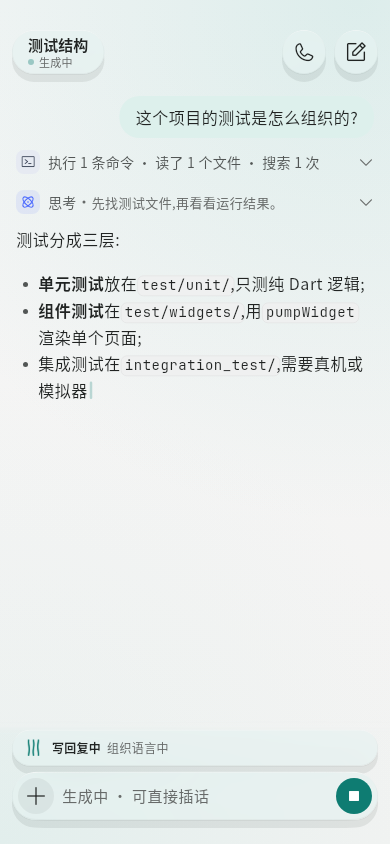 测试结构
生成中
这个项目的测试是怎么组织的?
执行 1 条命令 · 读了 1 个文件 · 搜索 1 次
思考 · 先找测试文件,再看看运行结果。
测试分成三层:
• 单元测试放在 test/unit/,只测纯 Dart 逻辑;
• 组件测试在 test/widgets/,用 pumpWidget
渲染单个页面;
• 集成测试在 integration_test/,需要真机或
模拟器
写回复中 组织语言中
生成中 · 可直接插话